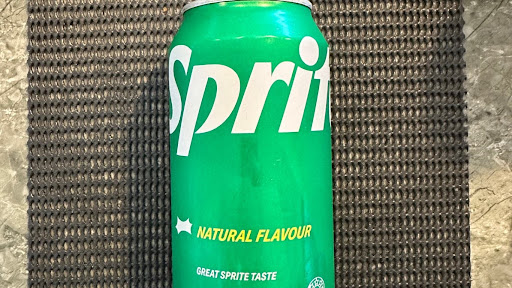 Sprit
NATURAL FLAVOUR
GREAT SPRITE TASTE